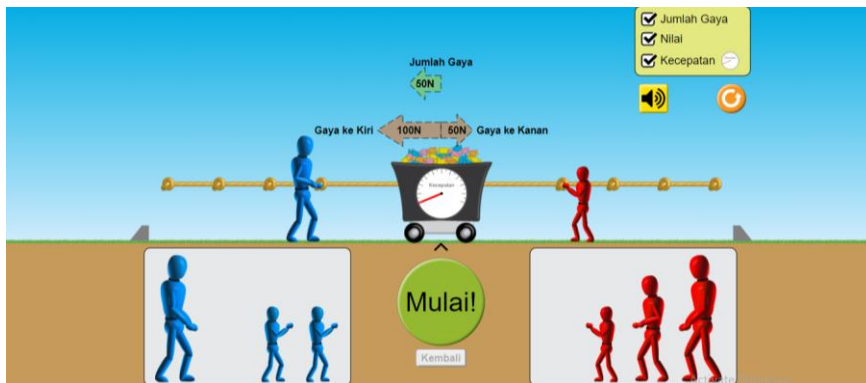 Jumlah Gaya
Nilai
Kecepatan
Jumlah Gaya
50N
Gaya ke Kiri 100N 50N Gaya ke Kanan
Kecepatan
Mulai!
Kembali